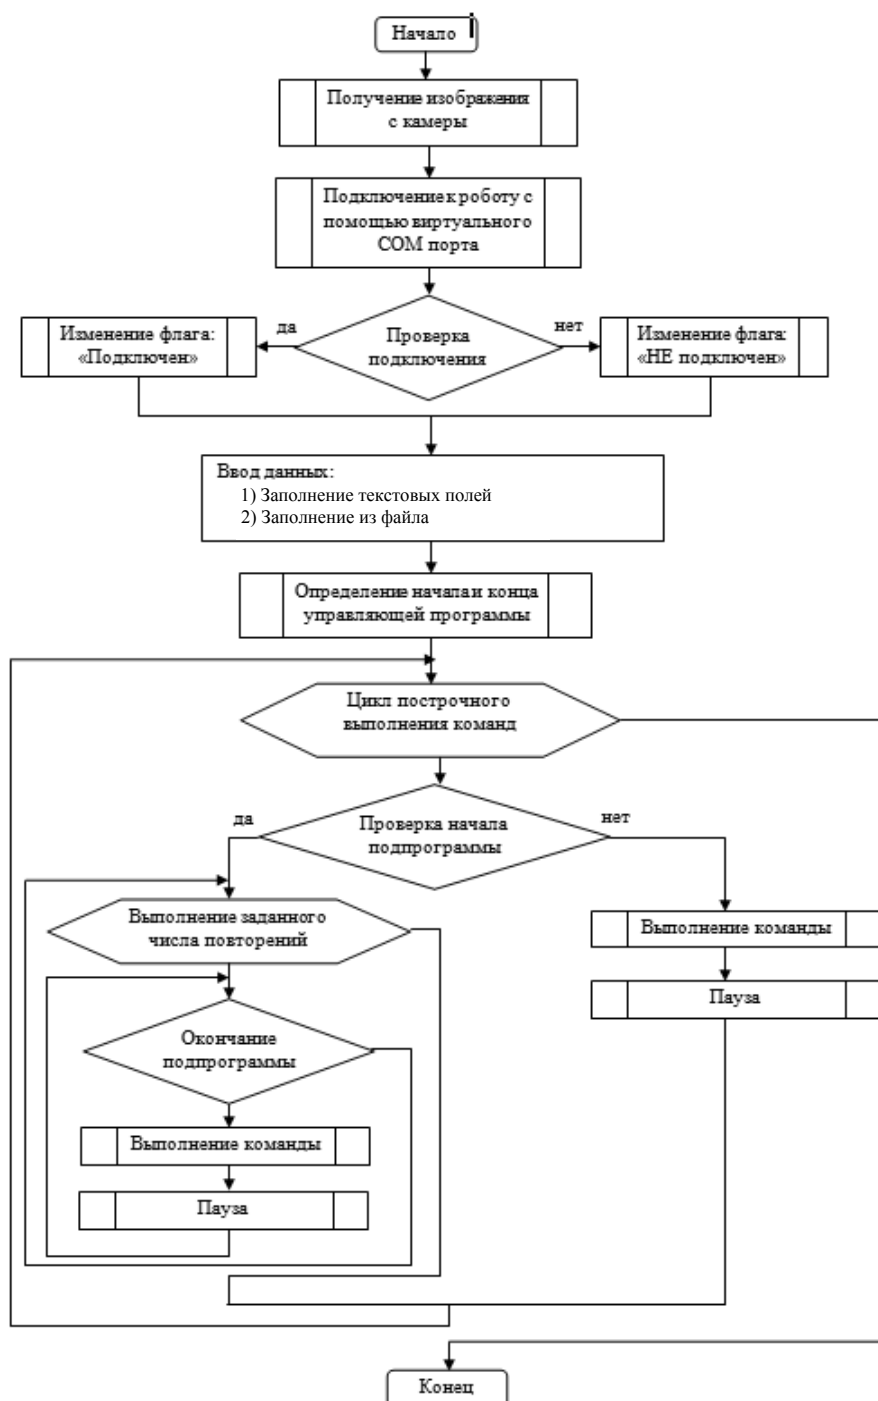 Начало i
Получение изображения
с камеры
Подключение к роботу с
помощью виртуального
COM порта
да
нет
Изменение флага:
«Подключен»
Проверка
подключения
Изменение флага:
«НЕ подключен»
Ввод данных:
1) Заполнение текстовых полей
2) Заполнение из файла
Определение начала и конца
управляющей программы
Цикл построчного
выполнения команд
да
нет
Проверка начала
подпрограммы
Выполнение заданного
числа повторений
Выполнение команды
Пауза
Окончание
подпрограммы
Выполнение команды
Пауза
Конец